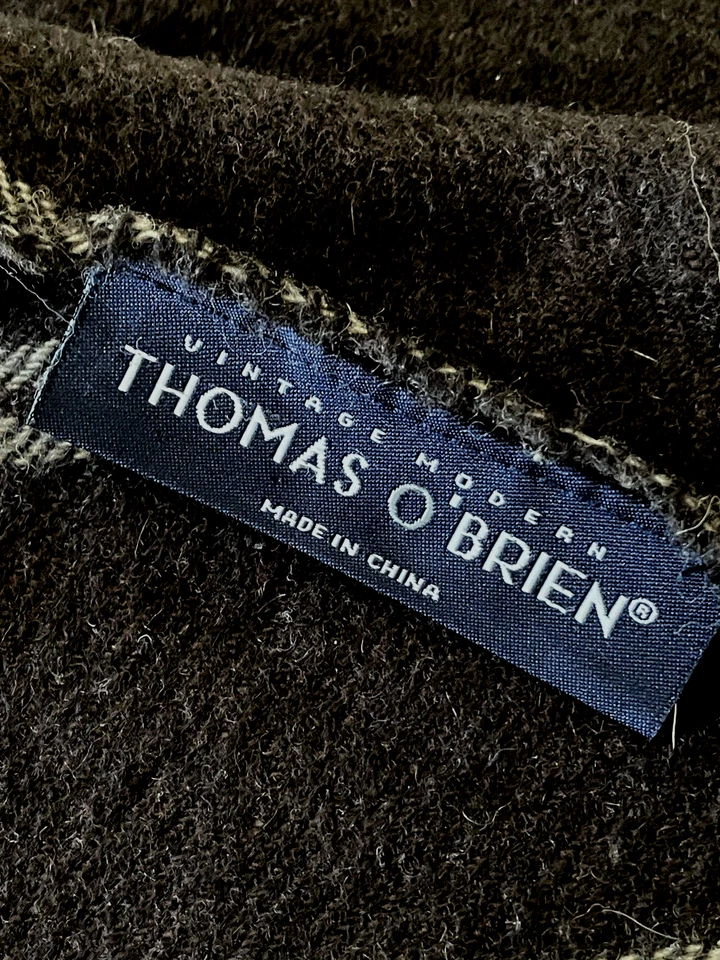 VINTAGE MODERN
THOMAS O'BRIEN®
MADE IN CHINA